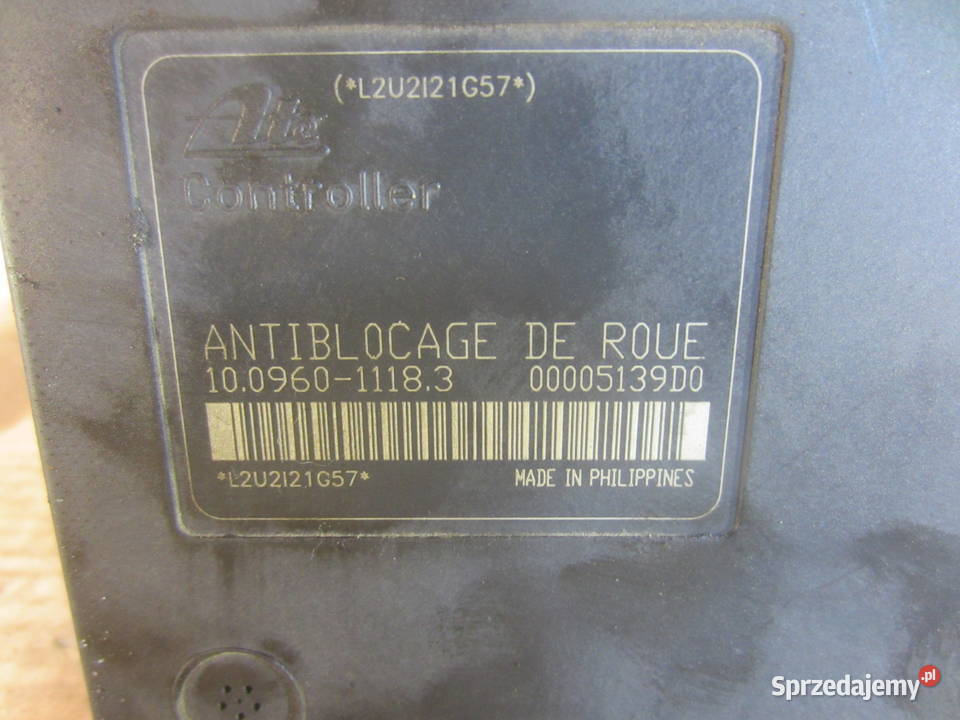 (*L2U2I21G57*)
Ate
Controller
ANTIBLOCAGE DE ROUE
10.0960-1118.3 00005139D0
*L2U2I21G57* MADE IN PHILIPPINES
Sprzedajemy.pl